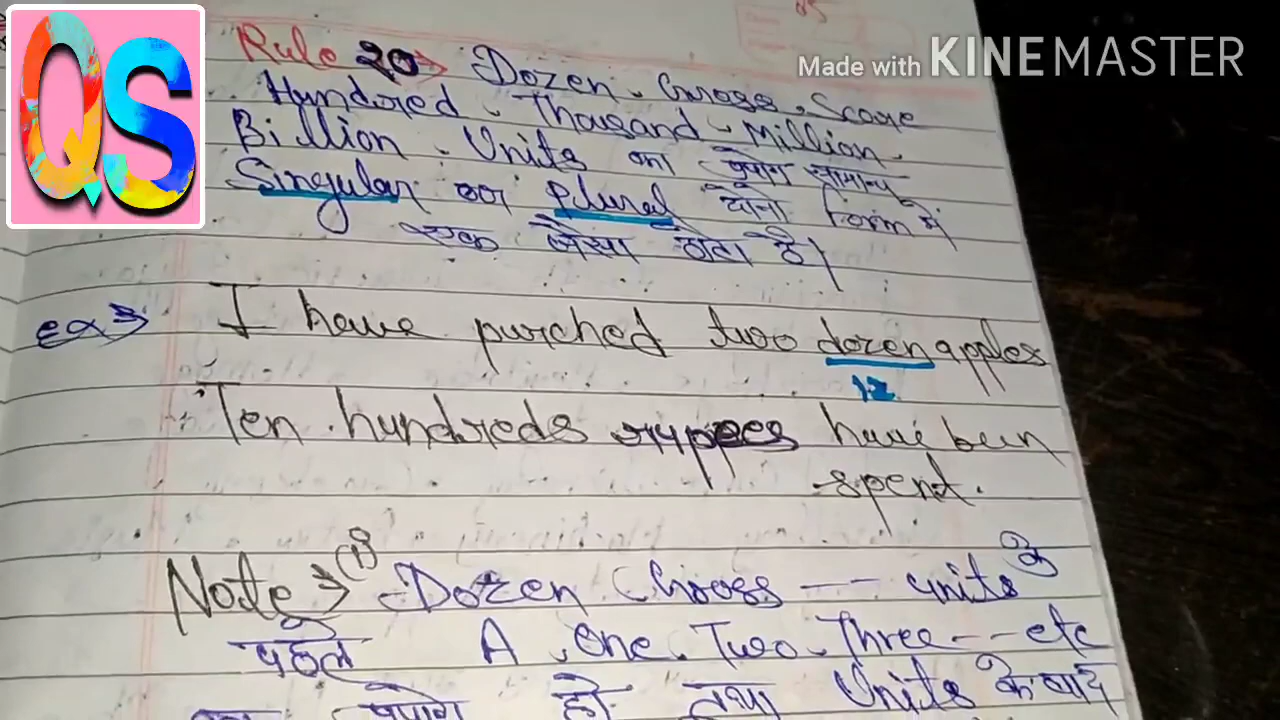 QS
Made with KINEMASTER
Rule 20 → Dozen, Gross, Score
Hundred, Thousand, Million,
Billion, Units का प्रयोग सामान्य
Singular or plural दोनो Form में
एक जैसा होता है।
ex → I have purched two dozen apples
12
Ten hundreds rupees have been
spend.
Note → (1) Dozen Gross --- units के
पहले A, One, Two, Three --- etc
प्रयोग हो तथा Units के बाद